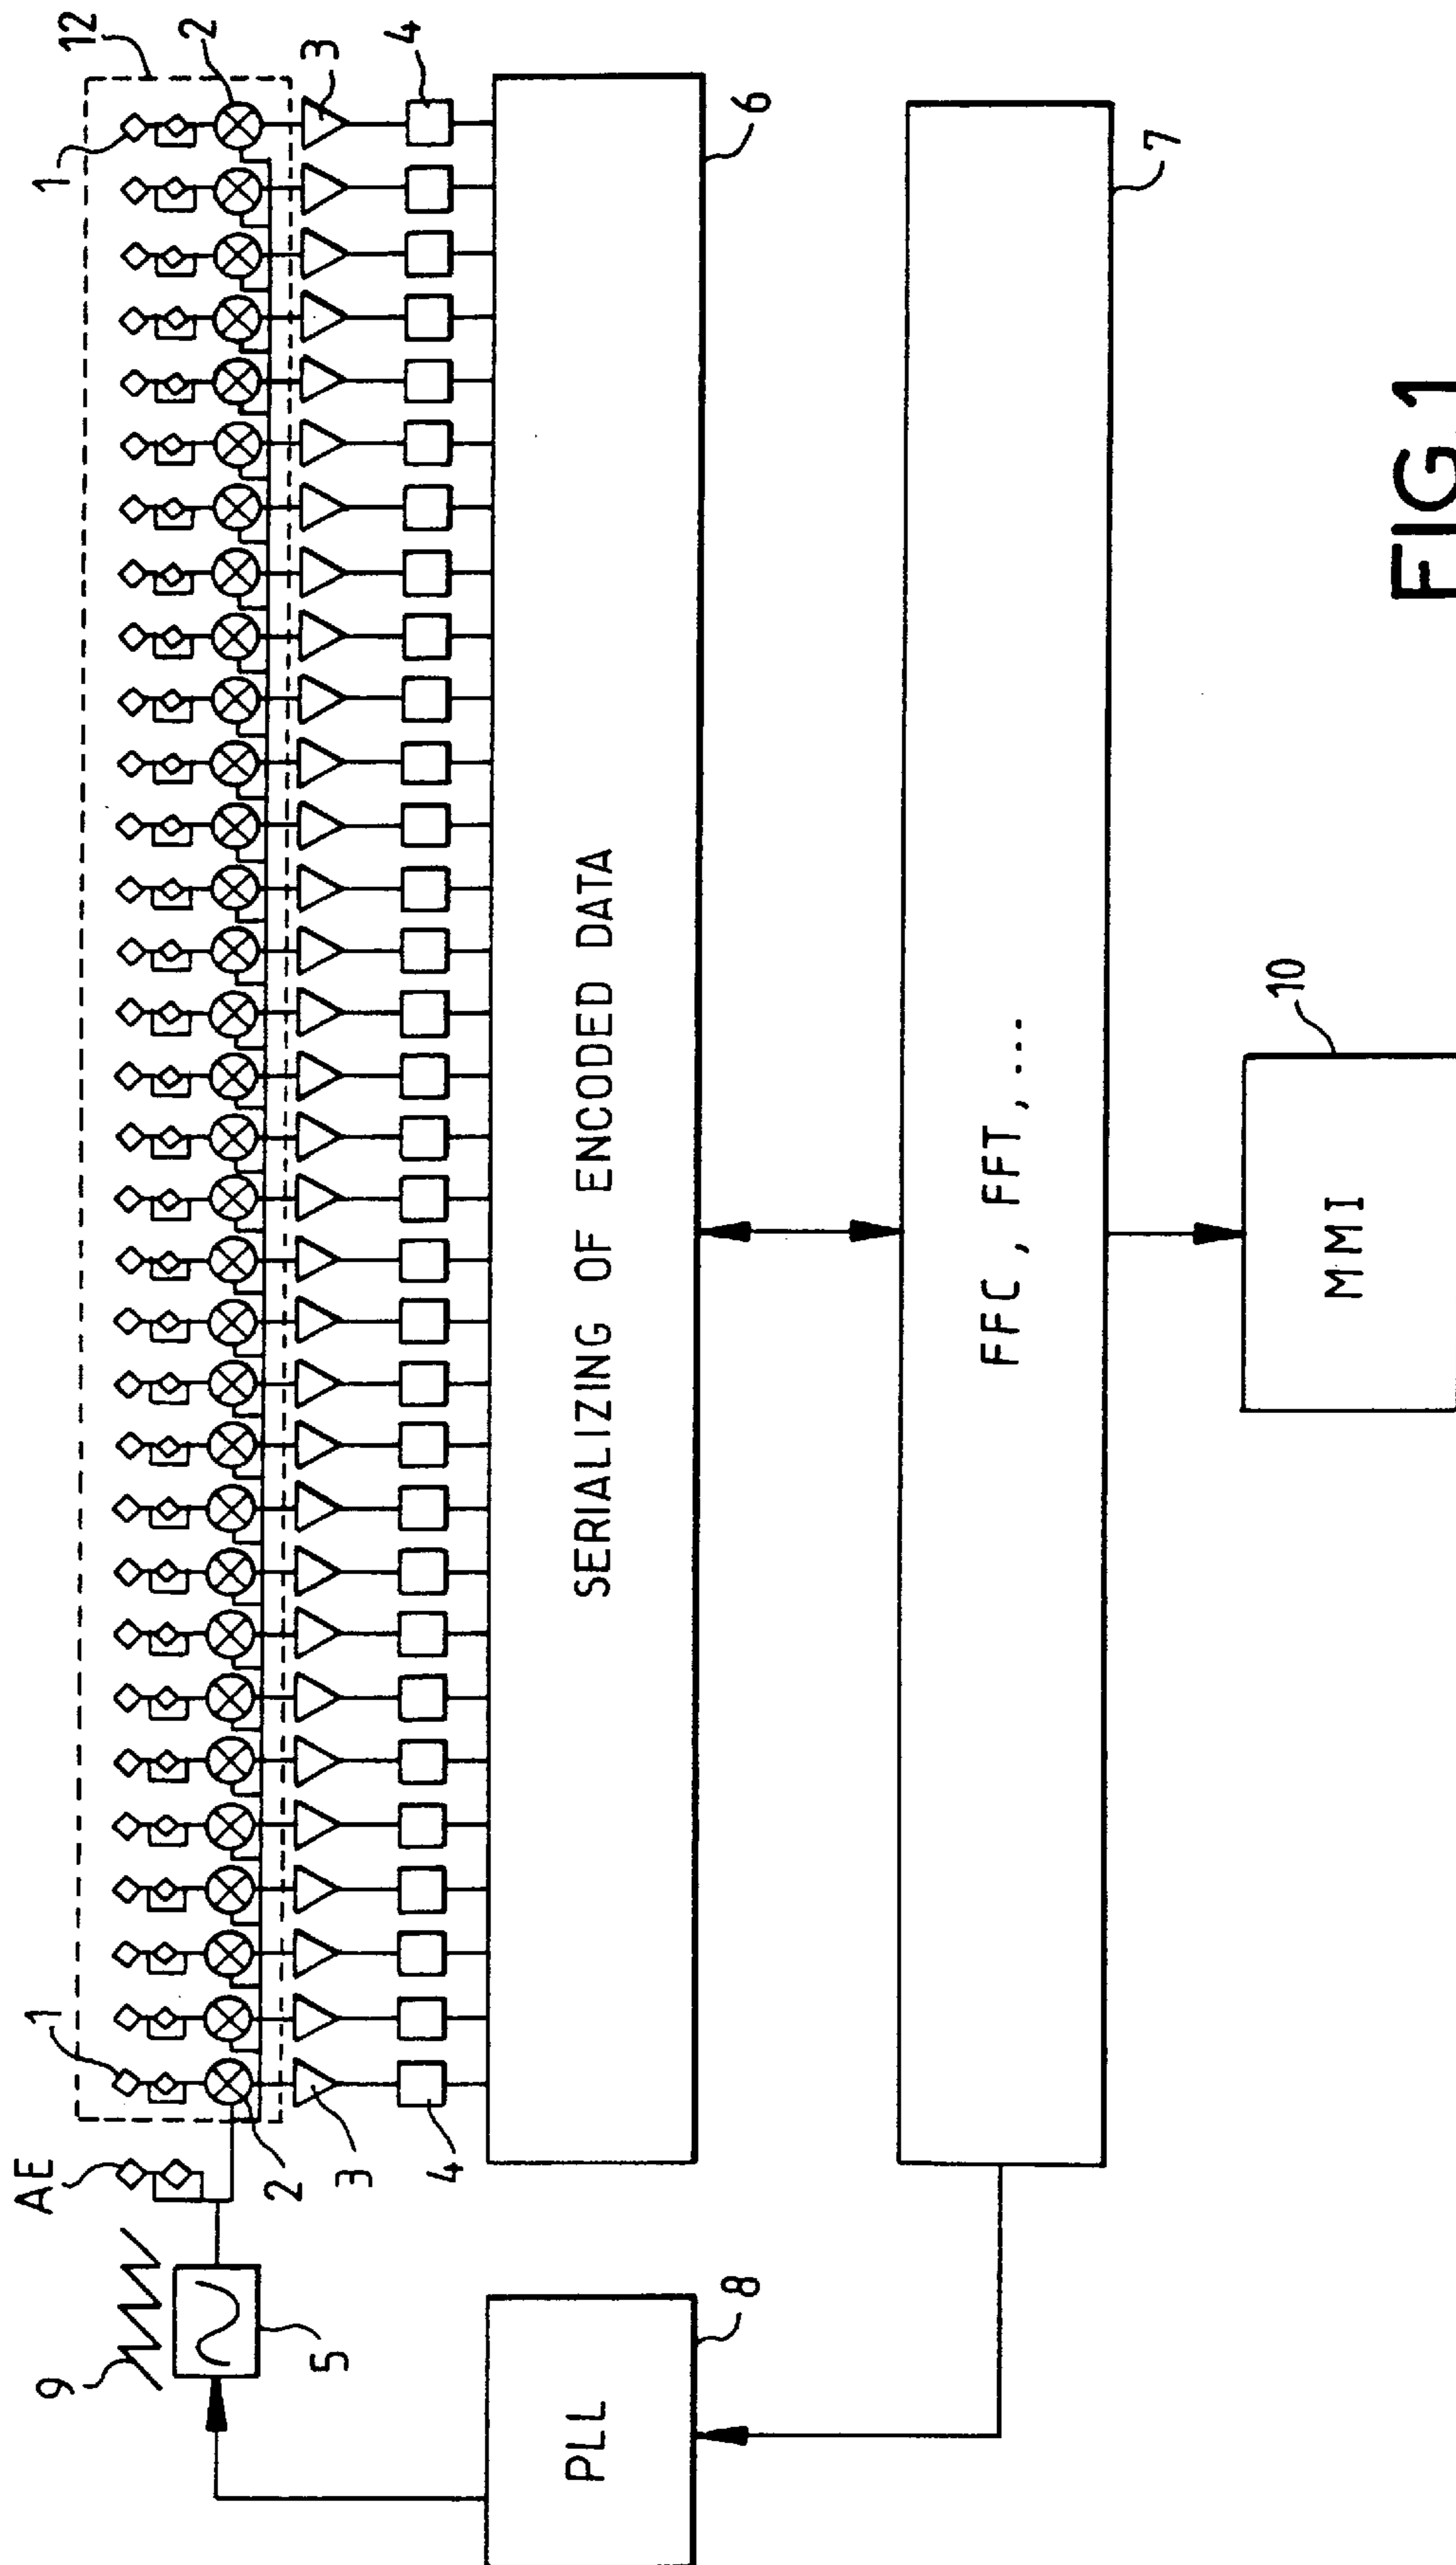 12
1
2
3
4
1
AE
9
5
2
3
4
6
SERIALIZING OF ENCODED DATA
7
FFC , FFT ,....
8
PLL
10
MMI
FIG.1